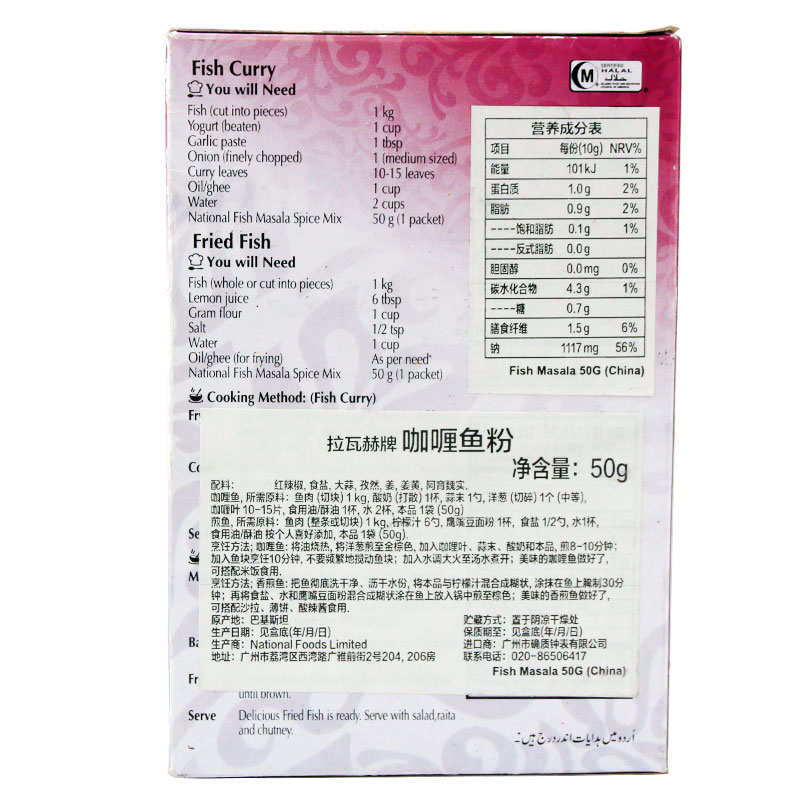 Fish Curry
You will Need
Fish (cut into pieces) 1 kg
Yogurt (beaten) 1 cup
Garlic paste 1 tbsp
Onion (finely chopped) 1 (medium sized)
Curry leaves 10-15 leaves
Oil/ghee 1 cup
Water 2 cups
National Fish Masala Spice Mix 50 g (1 packet)
Fried Fish
You will Need
Fish (whole or cut into pieces) 1 kg
Lemon juice 6 tbsp
Gram flour 1 cup
Salt 1/2 tsp
Water 1 cup
Oil/ghee (for frying) As per need
National Fish Masala Spice Mix 50 g (1 packet)
Cooking Method: (Fish Curry)
CERTIFIED
HALAL
حلال
M
营养成分表
项目 每份(10g) NRV%
能量 101kJ 1%
蛋白质 1.0g 2%
脂肪 0.9g 2%
----饱和脂肪 0.1g 1%
----反式脂肪 0.0g
胆固醇 0.0mg 0%
碳水化合物 4.3g 1%
----糖 0.7g
膳食纤维 1.5g 6%
钠 1117mg 56%
Fish Masala 50G (China)
拉瓦赫牌 咖喱鱼粉
净含量：50g
配料： 红辣椒, 食盐, 大蒜, 孜然, 姜, 姜黄, 阿育魏实.
咖喱鱼, 所需原料：鱼肉 (切块) 1 kg, 酸奶 (打散) 1杯, 蒜末 1勺, 洋葱 (切碎) 1个 (中等),
咖喱叶 10-15片, 食用油/酥油 1杯, 水 2杯, 本品 1袋 (50g)
煎鱼, 所需原料：鱼肉 (整条或切块) 1 kg, 柠檬汁 6勺, 鹰嘴豆面粉 1杯, 食盐 1/2勺, 水1杯,
食用油/酥油 按个人喜好添加, 本品 1袋 (50g).
烹饪方法; 咖喱鱼：将油烧热, 将洋葱煎至金棕色, 加入咖喱叶、蒜末、酸奶和本品, 煎8-10分钟;
加入鱼块烹饪10分钟, 不要频繁地搅动鱼块；加入水调大火至汤水煮开；美味的咖喱鱼做好了,
可搭配米饭食用.
烹饪方法; 香煎鱼：把鱼彻底洗干净、沥干水份, 将本品与柠檬汁混合成糊状, 涂抹在鱼上腌制30分
钟；再将食盐、水和鹰嘴豆面粉混合成糊状涂在鱼上放入锅中煎至棕色；美味的香煎鱼做好了,
可搭配沙拉、薄饼、酸辣酱食用.
原产地：巴基斯坦 贮藏方式：置于阴凉干燥处
生产日期：见盒底(年/月/日) 保质期至：见盒底(年/月/日)
生产商：National Foods Limited 进口商：广州市确质钟表有限公司
地址：广州市荔湾区西湾路广雅前街2号204, 206房 联系电话：020-86506417
Fish Masala 50G (China)
until brown.
Serve Delicious Fried Fish is ready. Serve with salad,raita
and chutney.
اُردو میں ہدایات اندر درج ہیں۔